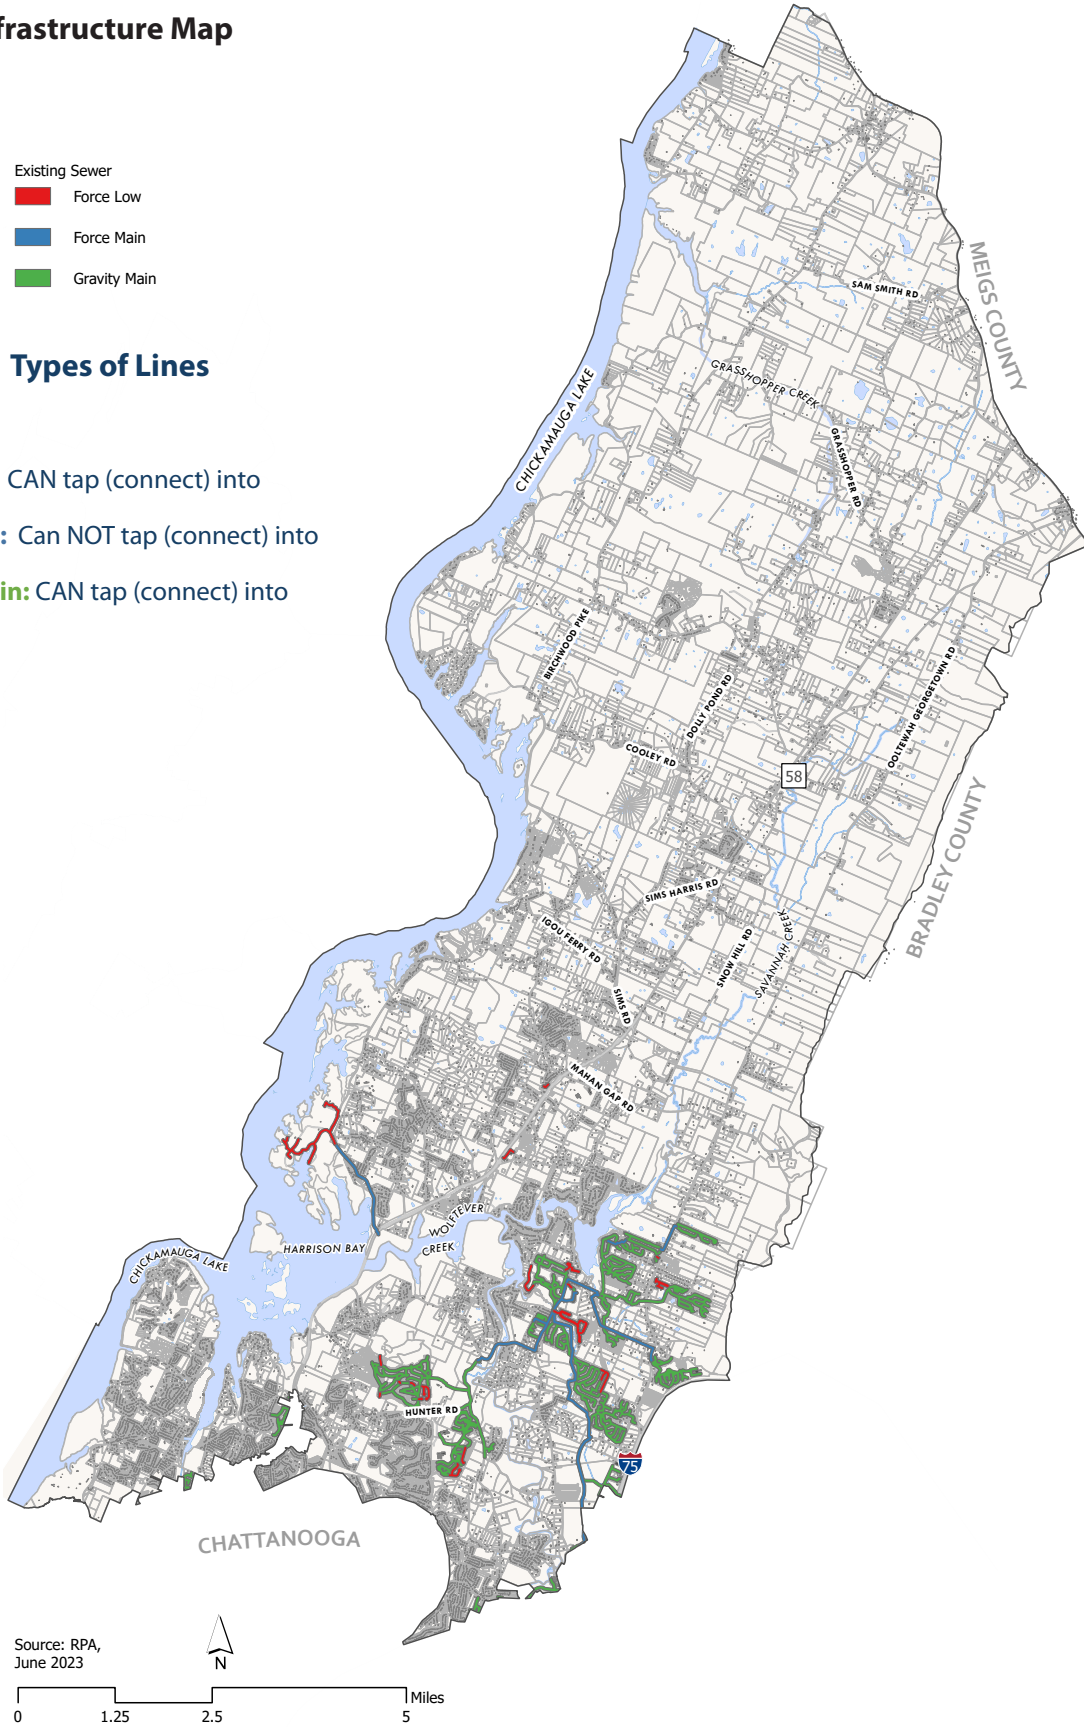 frastructure Map
Existing Sewer
Force Low
Force Main
Gravity Main
Types of Lines
CAN tap (connect) into
: Can NOT tap (connect) into
in: CAN tap (connect) into
MEIGS COUNTY
SAM SMITH RD
GRASSHOPPER CREEK
CHICKAMAUGA LAKE
GRASSHOPPER RD
BIRCHWOOD PIKE
DOLLY POND RD
OOLTEWAH GEORGETOWN RD
COOLEY RD
58
BRADLEY COUNTY
SIMS HARRIS RD
IGOU FERRY RD
SNOW HILL RD
SAVANNAH CREEK
SIMS RD
MAHAN GAP RD
WOLFTEVER
CREEK
HARRISON BAY
CHICKAMAUGA LAKE
HUNTER RD
75
CHATTANOOGA
Source: RPA,
June 2023
N
Miles
0 1.25 2.5 5